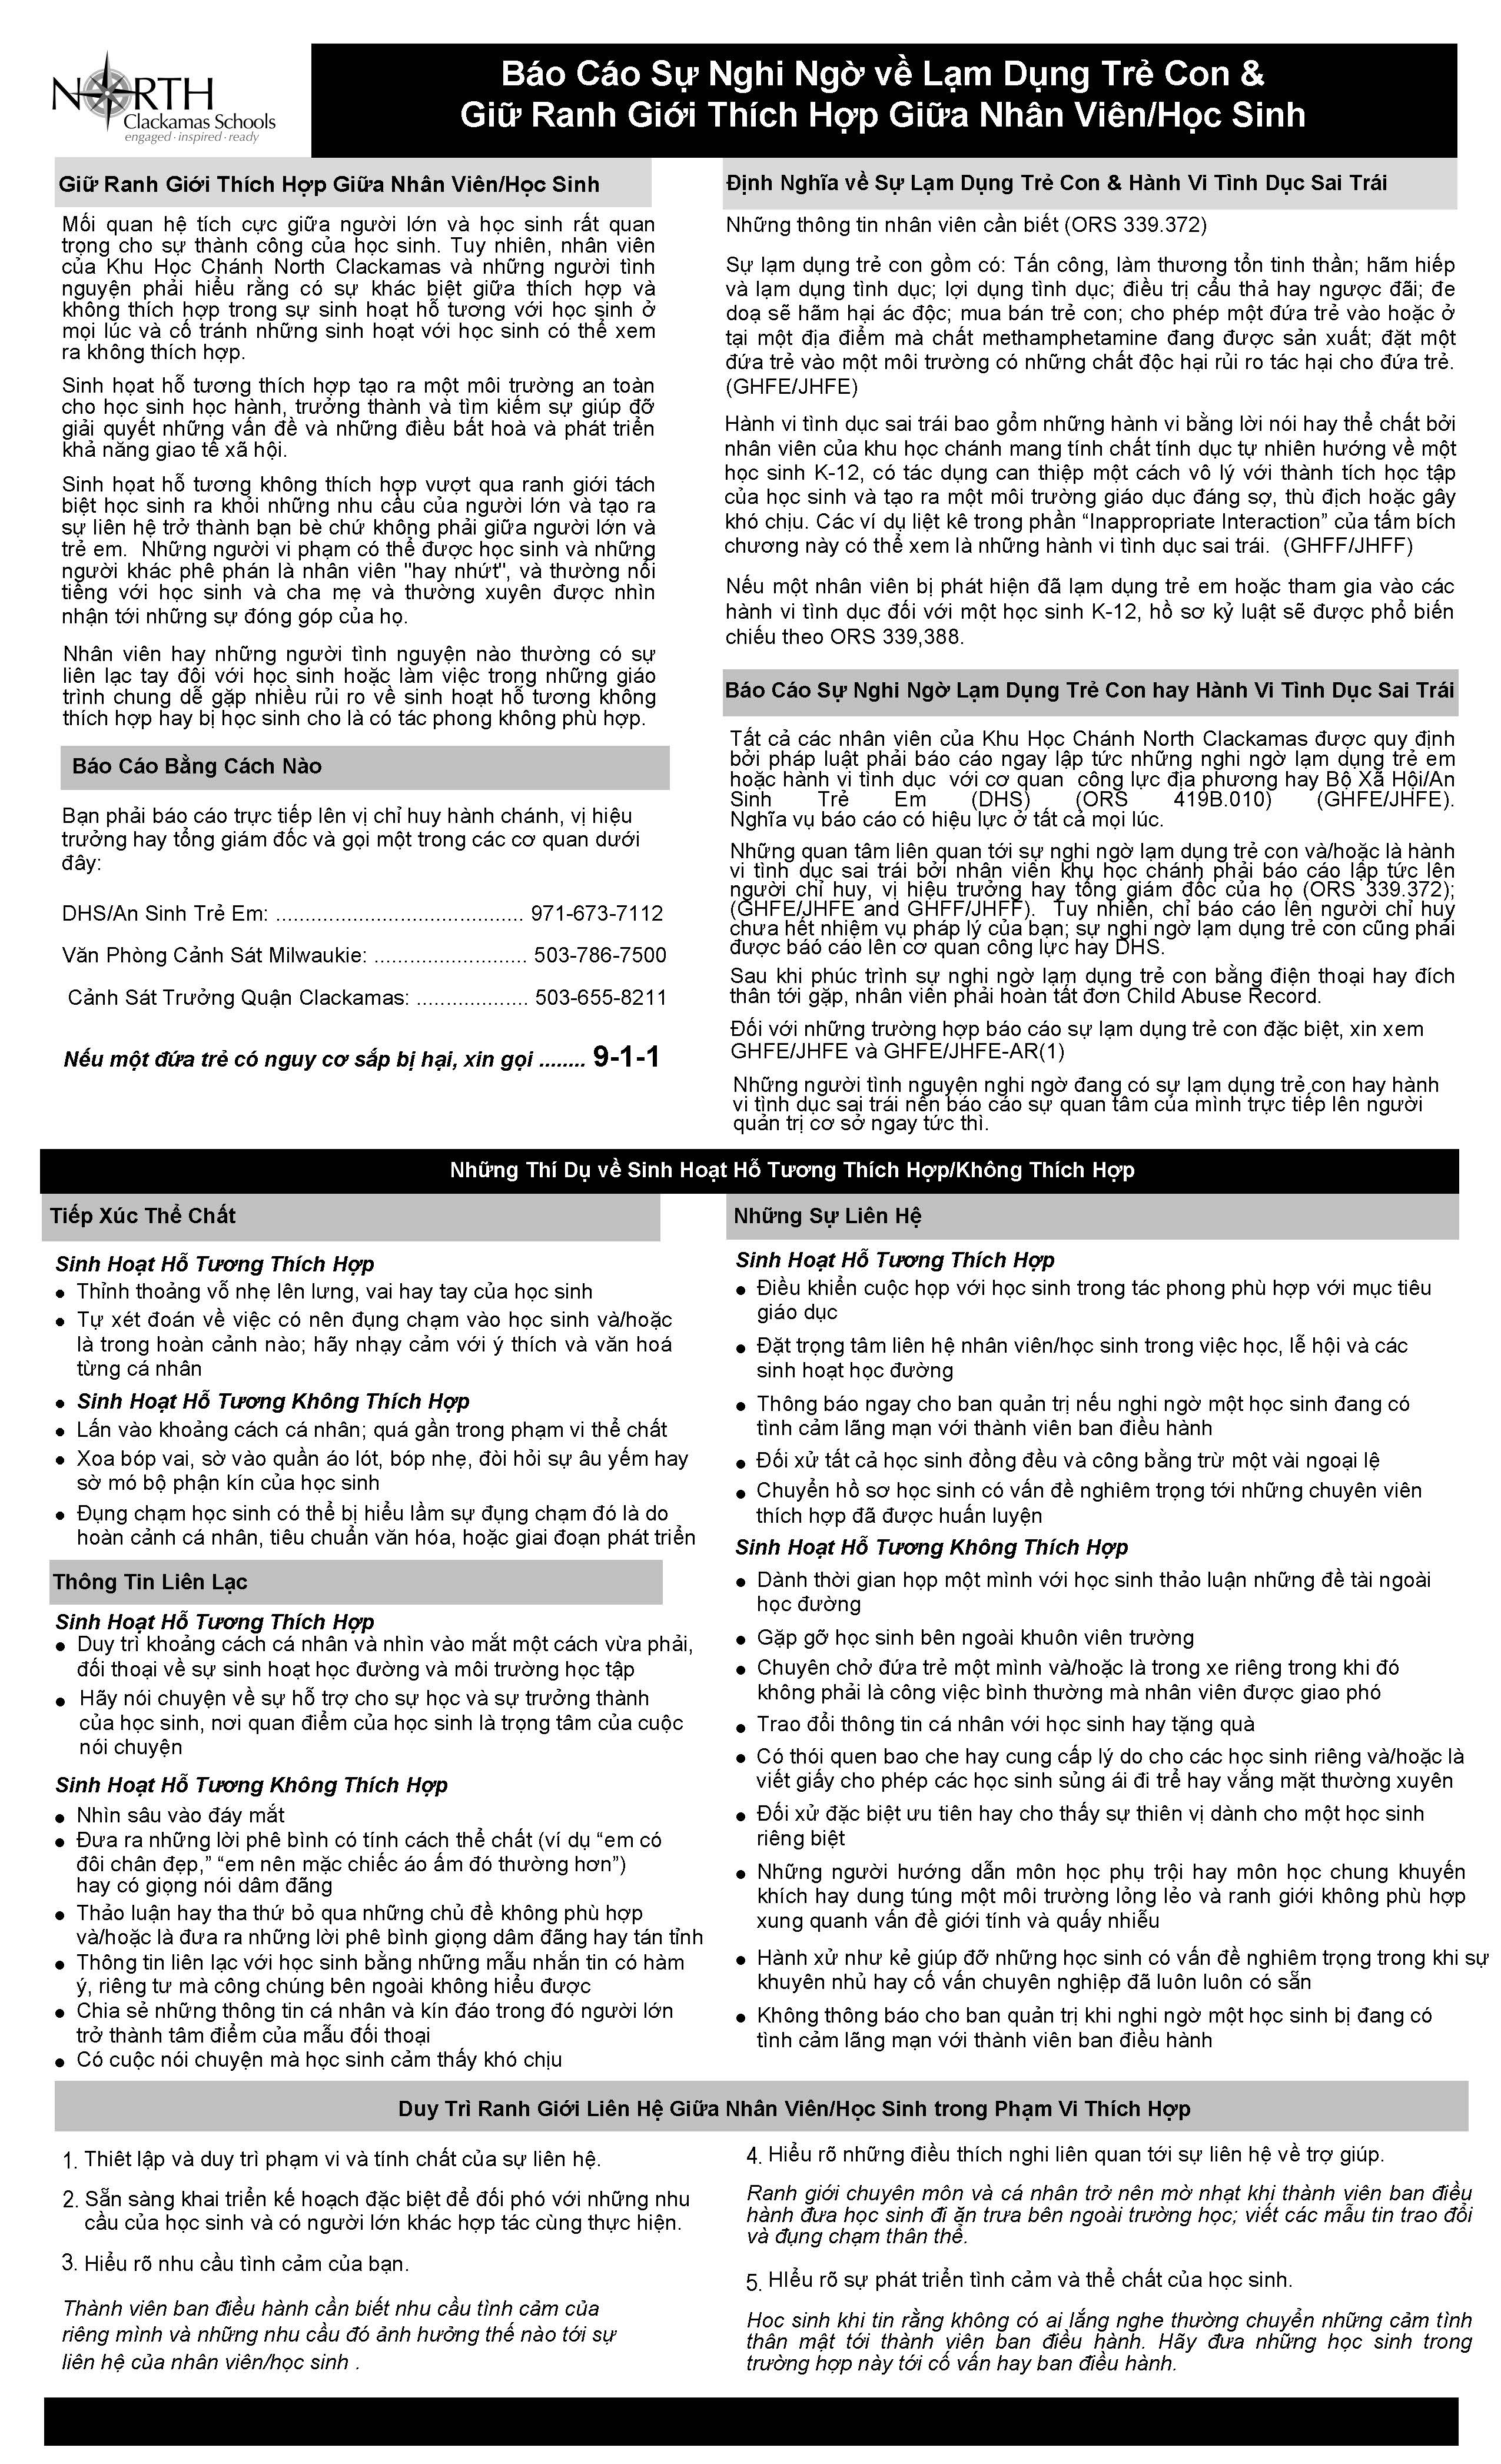 NORTH
Clackamas Schools
engaged · inspired · ready
Báo Cáo Sự Nghi Ngờ về Lạm Dụng Trẻ Con &
Giữ Ranh Giới Thích Hợp Giữa Nhân Viên/Học Sinh
Giữ Ranh Giới Thích Hợp Giữa Nhân Viên/Học Sinh
Mối quan hệ tích cực giữa người lớn và học sinh rất quan
trọng cho sự thành công của học sinh. Tuy nhiên, nhân viên
của Khu Học Chánh North Clackamas và những người tình
nguyện phải hiểu rằng có sự khác biệt giữa thích hợp và
không thích hợp trong sự sinh hoạt hỗ tương với học sinh ở
mọi lúc và cố tránh những sinh hoạt với học sinh có thể xem
ra không thích hợp.
Sinh họat hỗ tương thích hợp tạo ra một môi trường an toàn
cho học sinh học hành, trưởng thành và tìm kiếm sự giúp đỡ
giải quyết những vấn đề và những điều bất hoà và phát triển
khả năng giao tế xã hội.
Sinh họat hỗ tương không thích hợp vượt qua ranh giới tách
biệt học sinh ra khỏi những nhu cầu của người lớn và tạo ra
sự liên hệ trở thành bạn bè chứ không phải giữa người lớn và
trẻ em. Những người vi phạm có thể được học sinh và những
người khác phê phán là nhân viên "hay nhứt", và thường nổi
tiếng với học sinh và cha mẹ và thường xuyên được nhìn
nhận tới những sự đóng góp của họ.
Nhân viên hay những người tình nguyện nào thường có sự
liên lạc tay đôi với học sinh hoặc làm việc trong những giáo
trình chung dễ gặp nhiều rủi ro về sinh hoạt hỗ tương không
thích hợp hay bị học sinh cho là có tác phong không phù hợp.
Báo Cáo Bằng Cách Nào
Bạn phải báo cáo trực tiếp lên vị chỉ huy hành chánh, vị hiệu
trưởng hay tổng giám đốc và gọi một trong các cơ quan dưới
đây:
DHS/An Sinh Trẻ Em: .......................................... 971-673-7112
Văn Phòng Cảnh Sát Milwaukie: .......................... 503-786-7500
Cảnh Sát Trưởng Quận Clackamas: ................... 503-655-8211
Nếu một đứa trẻ có nguy cơ sắp bị hại, xin gọi ........ 9-1-1
Định Nghĩa về Sự Lạm Dụng Trẻ Con & Hành Vi Tình Dục Sai Trái
Những thông tin nhân viên cần biết (ORS 339.372)
Sự lạm dụng trẻ con gồm có: Tấn công, làm thương tổn tinh thần; hãm hiếp
và lạm dụng tình dục; lợi dụng tình dục; điều trị cẩu thả hay ngược đãi; đe
doạ sẽ hãm hại ác độc; mua bán trẻ con; cho phép một đứa trẻ vào hoặc ở
tại một địa điểm mà chất methamphetamine đang được sản xuất; đặt một
đứa trẻ vào một môi trường có những chất độc hại rủi ro tác hại cho đứa trẻ.
(GHFE/JHFE)
Hành vi tình dục sai trái bao gổm những hành vi bằng lời nói hay thể chất bởi
nhân viên của khu học chánh mang tính chất tính dục tự nhiên hướng về một
học sinh K-12, có tác dụng can thiệp một cách vô lý với thành tích học tập
của học sinh và tạo ra một môi trường giáo dục đáng sợ, thù địch hoặc gây
khó chịu. Các ví dụ liệt kê trong phần “Inappropriate Interaction” của tấm bích
chương này có thể xem là những hành vi tình dục sai trái. (GHFF/JHFF)
Nếu một nhân viên bị phát hiện đã lạm dụng trẻ em hoặc tham gia vào các
hành vi tình dục đối với một học sinh K-12, hồ sơ kỷ luật sẽ được phổ biến
chiếu theo ORS 339,388.
Báo Cáo Sự Nghi Ngờ Lạm Dụng Trẻ Con hay Hành Vi Tình Dục Sai Trái
Tất cả các nhân viên của Khu Học Chánh North Clackamas được quy định
bởi pháp luật phải báo cáo ngay lập tức những nghi ngờ lạm dụng trẻ em
hoặc hành vi tình dục với cơ quan công lực địa phương hay Bộ Xã Hội/An
Sinh Trẻ Em (DHS) (ORS 419B.010) (GHFE/JHFE).
Nghĩa vụ báo cáo có hiệu lực ở tất cả mọi lúc.
Những quan tâm liên quan tới sự nghi ngờ lạm dụng trẻ con và/hoặc là hành
vi tình dục sai trái bởi nhân viên khu học chánh phải báo cáo lập tức lên
người chỉ huy, vị hiệu trưởng hay tổng giám đốc của họ (ORS 339.372);
(GHFE/JHFE and GHFF/JHFF). Tuy nhiên, chỉ báo cáo lên người chỉ huy
chưa hết nhiệm vụ pháp lý của bạn; sự nghi ngờ lạm dụng trẻ con cũng phải
được báó cáo lên cơ quan công lực hay DHS.
Sau khi phúc trình sự nghi ngờ lạm dụng trẻ con bằng điện thoại hay đích
thân tới gặp, nhân viên phải hoàn tất đơn Child Abuse Record.
Đối với những trường hợp báo cáo sự lạm dụng trẻ con đặc biệt, xin xem
GHFE/JHFE và GHFE/JHFE-AR(1)
Những người tình nguyện nghi ngờ đang có sự lạm dụng trẻ con hay hành
vi tình dục sai trái nên báo cáo sự quan tâm của mình trực tiếp lên người
quản trị cơ sở ngay tức thì.
Những Thí Dụ về Sinh Hoạt Hỗ Tương Thích Hợp/Không Thích Hợp
Tiếp Xúc Thể Chất
Sinh Hoạt Hỗ Tương Thích Hợp
● Thỉnh thoảng vỗ nhẹ lên lưng, vai hay tay của học sinh
● Tự xét đoán về việc có nên đụng chạm vào học sinh và/hoặc
là trong hoàn cảnh nào; hãy nhạy cảm với ý thích và văn hoá
từng cá nhân
● Sinh Hoạt Hỗ Tương Không Thích Hợp
● Lấn vào khoảng cách cá nhân; quá gần trong phạm vi thể chất
● Xoa bóp vai, sờ vào quần áo lót, bóp nhẹ, đòi hỏi sự âu yếm hay
sờ mó bộ phận kín của học sinh
● Đụng chạm học sinh có thể bị hiểu lầm sự đụng chạm đó là do
hoàn cảnh cá nhân, tiêu chuẩn văn hóa, hoặc giai đoạn phát triển
Thông Tin Liên Lạc
Sinh Hoạt Hỗ Tương Thích Hợp
● Duy trì khoảng cách cá nhân và nhìn vào mắt một cách vừa phải,
đối thoại về sự sinh hoạt học đường và môi trường học tập
● Hãy nói chuyện về sự hỗ trợ cho sự học và sự trưởng thành
của học sinh, nơi quan điểm của học sinh là trọng tâm của cuộc
nói chuyện
Sinh Hoạt Hỗ Tương Không Thích Hợp
● Nhìn sâu vào đáy mắt
● Đưa ra những lời phê bình có tính cách thể chất (ví dụ “em có
đôi chân đẹp,” “em nên mặc chiếc áo ấm đó thường hơn”)
hay có giọng nói dâm đãng
● Thảo luận hay tha thứ bỏ qua những chủ đề không phù hợp
và/hoặc là đưa ra những lời phê bình giọng dâm đãng hay tán tỉnh
● Thông tin liên lạc với học sinh bằng những mẫu nhắn tin có hàm
ý, riêng tư mà công chúng bên ngoài không hiểu được
● Chia sẻ những thông tin cá nhân và kín đáo trong đó người lớn
trở thành tâm điểm của mẫu đối thoại
● Có cuộc nói chuyện mà học sinh cảm thấy khó chịu
Những Sự Liên Hệ
Sinh Hoạt Hỗ Tương Thích Hợp
● Điều khiển cuộc họp với học sinh trong tác phong phù hợp với mục tiêu
giáo dục
● Đặt trọng tâm liên hệ nhân viên/học sinh trong việc học, lễ hội và các
sinh hoạt học đường
● Thông báo ngay cho ban quản trị nếu nghi ngờ một học sinh đang có
tình cảm lãng mạn với thành viên ban điều hành
● Đối xử tất cả học sinh đồng đều và công bằng trừ một vài ngoại lệ
● Chuyển hồ sơ học sinh có vấn đề nghiêm trọng tới những chuyên viên
thích hợp đã được huấn luyện
Sinh Hoạt Hỗ Tương Không Thích Hợp
● Dành thời gian họp một mình với học sinh thảo luận những đề tài ngoài
học đường
● Gặp gỡ học sinh bên ngoài khuôn viên trường
● Chuyên chở đứa trẻ một mình và/hoặc là trong xe riêng trong khi đó
không phải là công việc bình thường mà nhân viên được giao phó
● Trao đổi thông tin cá nhân với học sinh hay tặng quà
● Có thói quen bao che hay cung cấp lý do cho các học sinh riêng và/hoặc là
viết giấy cho phép các học sinh sủng ái đi trể hay vắng mặt thường xuyên
● Đối xử đặc biệt ưu tiên hay cho thấy sự thiên vị dành cho một học sinh
riêng biệt
● Những người hướng dẫn môn học phụ trội hay môn học chung khuyến
khích hay dung túng một môi trường lỏng lẻo và ranh giới không phù hợp
xung quanh vấn đề giới tính và quấy nhiễu
● Hành xử như kẻ giúp đỡ những học sinh có vấn đề nghiêm trọng trong khi sự
khuyên nhủ hay cố vấn chuyên nghiệp đã luôn luôn có sẵn
● Không thông báo cho ban quản trị khi nghi ngờ một học sinh bị đang có
tình cảm lãng mạn với thành viên ban điều hành
Duy Trì Ranh Giới Liên Hệ Giữa Nhân Viên/Học Sinh trong Phạm Vi Thích Hợp
1. Thiêt lập và duy trì phạm vi và tính chất của sự liên hệ.
2. Sẵn sàng khai triển kế hoạch đặc biệt để đối phó với những nhu
cầu của học sinh và có người lớn khác hợp tác cùng thực hiện.
3. Hiểu rõ nhu cầu tình cảm của bạn.
Thành viên ban điều hành cần biết nhu cầu tình cảm của
riêng mình và những nhu cầu đó ảnh hưởng thế nào tới sự
liên hệ của nhân viên/học sinh .
4. Hiểu rõ những điều thích nghi liên quan tới sự liên hệ về trợ giúp.
Ranh giới chuyên môn và cá nhân trở nên mờ nhạt khi thành viên ban điều
hành đưa học sinh đi ăn trưa bên ngoài trường học; viết các mẫu tin trao đổi
và đụng chạm thân thể.
5. HIểu rõ sự phát triển tình cảm và thể chất của học sinh.
Hoc sinh khi tin rằng không có ai lắng nghe thường chuyển những cảm tình
thân mật tới thành viên ban điều hành. Hãy đưa những học sinh trong
trường hợp này tới cố vấn hay ban điều hành.